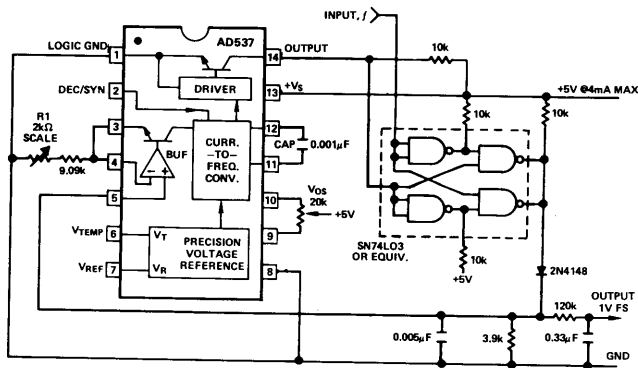 INPUT, f
AD537
LOGIC GND
1
14
OUTPUT
10k
DRIVER
DEC/SYN
2
13
+VS
+5V @4mA MAX
R1
2kΩ
SCALE
3
12
10k
10k
BUF
CURR.
-TO-
FREQ.
CONV.
CAP
0.001µF
9.09k
4
11
- +
5
10
VOS
20k
+5V
SN74L03
OR EQUIV.
10k
+5V
VTEMP
6
VT
PRECISION
VOLTAGE
REFERENCE
9
2N4148
VREF
7
VR
8
OUTPUT
1V FS
120k
0.005µF
3.9k
0.33µF
GND